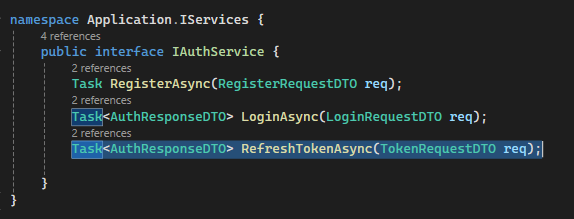 namespace Application.IServices {
4 references
public interface IAuthService {
2 references
Task RegisterAsync(RegisterRequestDTO req);
2 references
Task<AuthResponseDTO> LoginAsync(LoginRequestDTO req);
2 references
Task<AuthResponseDTO> RefreshTokenAsync(TokenRequestDTO req);
}
}